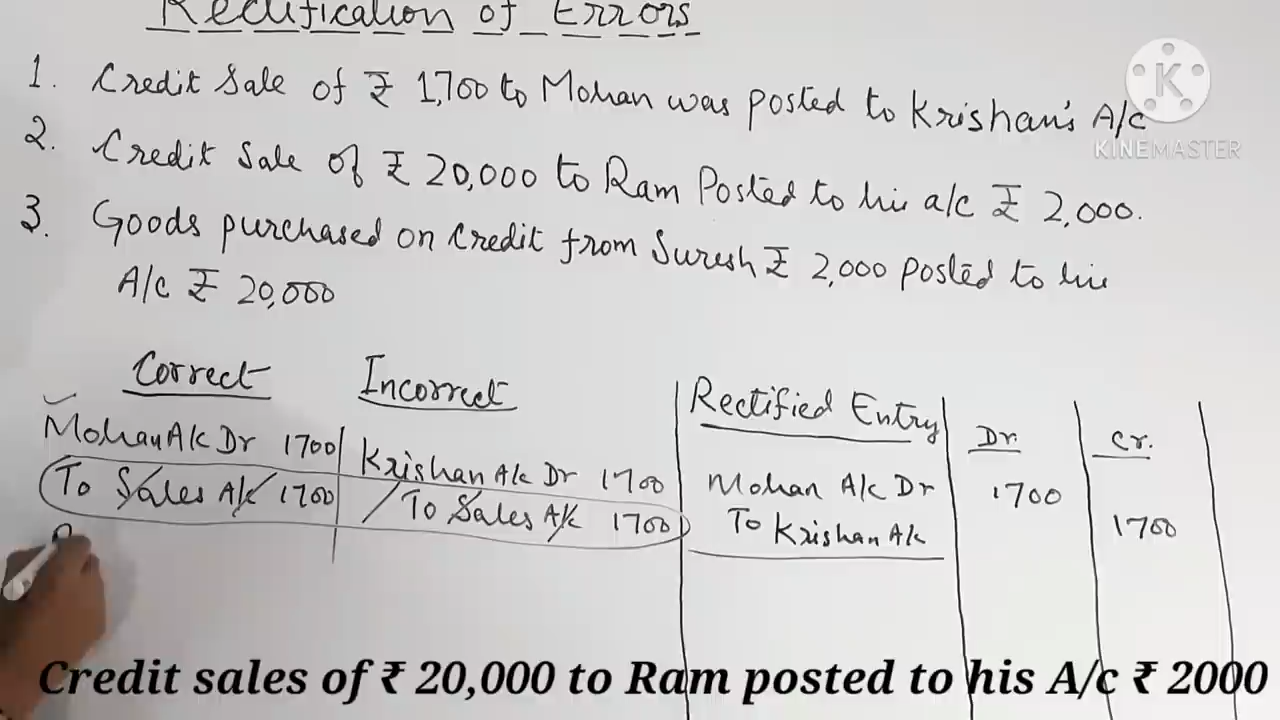 Rectification of Errors
1. Credit Sale of ₹ 1,700 to Mohan was posted to Krishan's A/c
KINEMASTER
2. Credit Sale of ₹ 20,000 to Ram Posted to his a/c ₹ 2,000.
3. Goods purchased on Credit from Suresh ₹ 2,000 posted to his
A/c ₹ 20,000
Correct Incorrect Rectified Entry Dr. Cr.
Mohan A/c Dr 1700 Krishan A/c Dr 1700 Mohan A/c Dr 1700
To Sales A/c 1700 To Sales A/c 1700 To Krishan A/c 1700
Credit sales of ₹ 20,000 to Ram posted to his A/c ₹ 2000